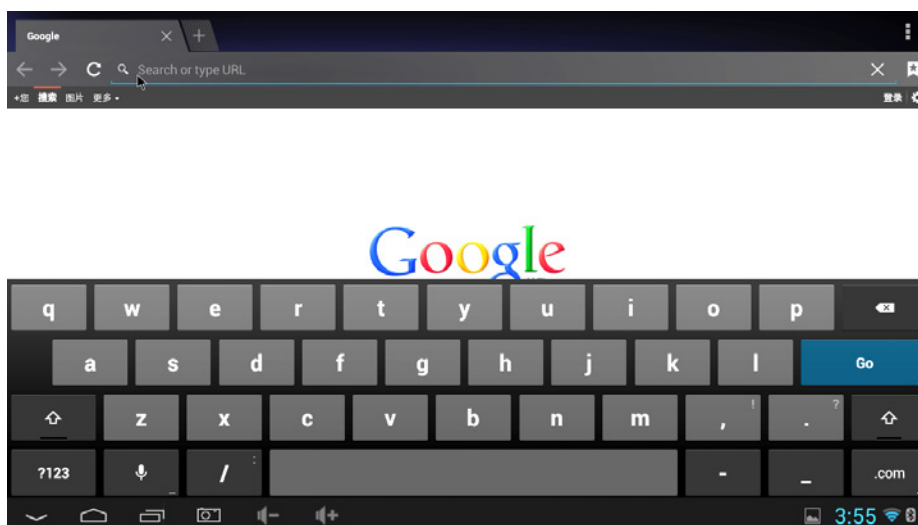 Google
Search or type URL
+您 搜索 图片 更多
登录
Google
q w e r t y u i o p
a s d f g h j k l Go
z x c v b n m , ! . ?
?123 / : - _ .com
3:55